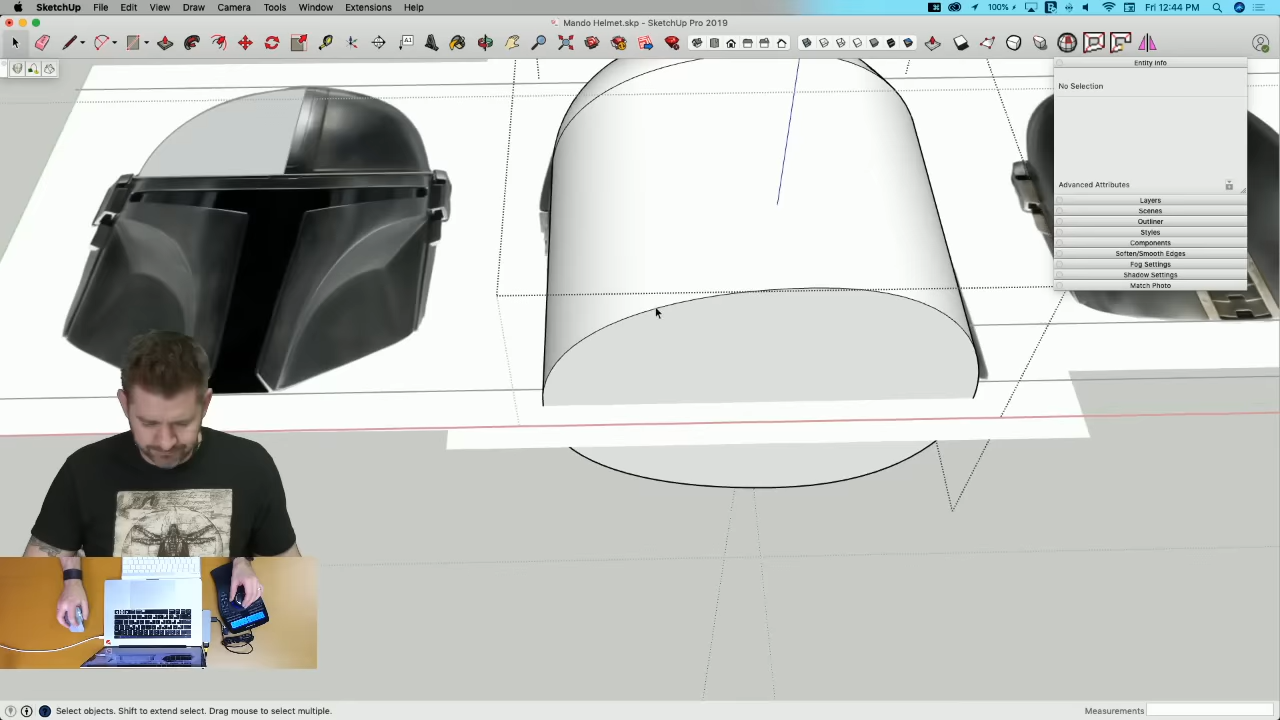 SketchUp File Edit View Draw Camera Tools Window Extensions Help 100% Fri 12:44 PM
Mando Helmet.skp - SketchUp Pro 2019
Entity Info
No Selection
Advanced Attributes
Layers
Scenes
Outliner
Styles
Components
Soften/Smooth Edges
Fog Settings
Shadow Settings
Match Photo
Select objects. Shift to extend select. Drag mouse to select multiple. Measurements